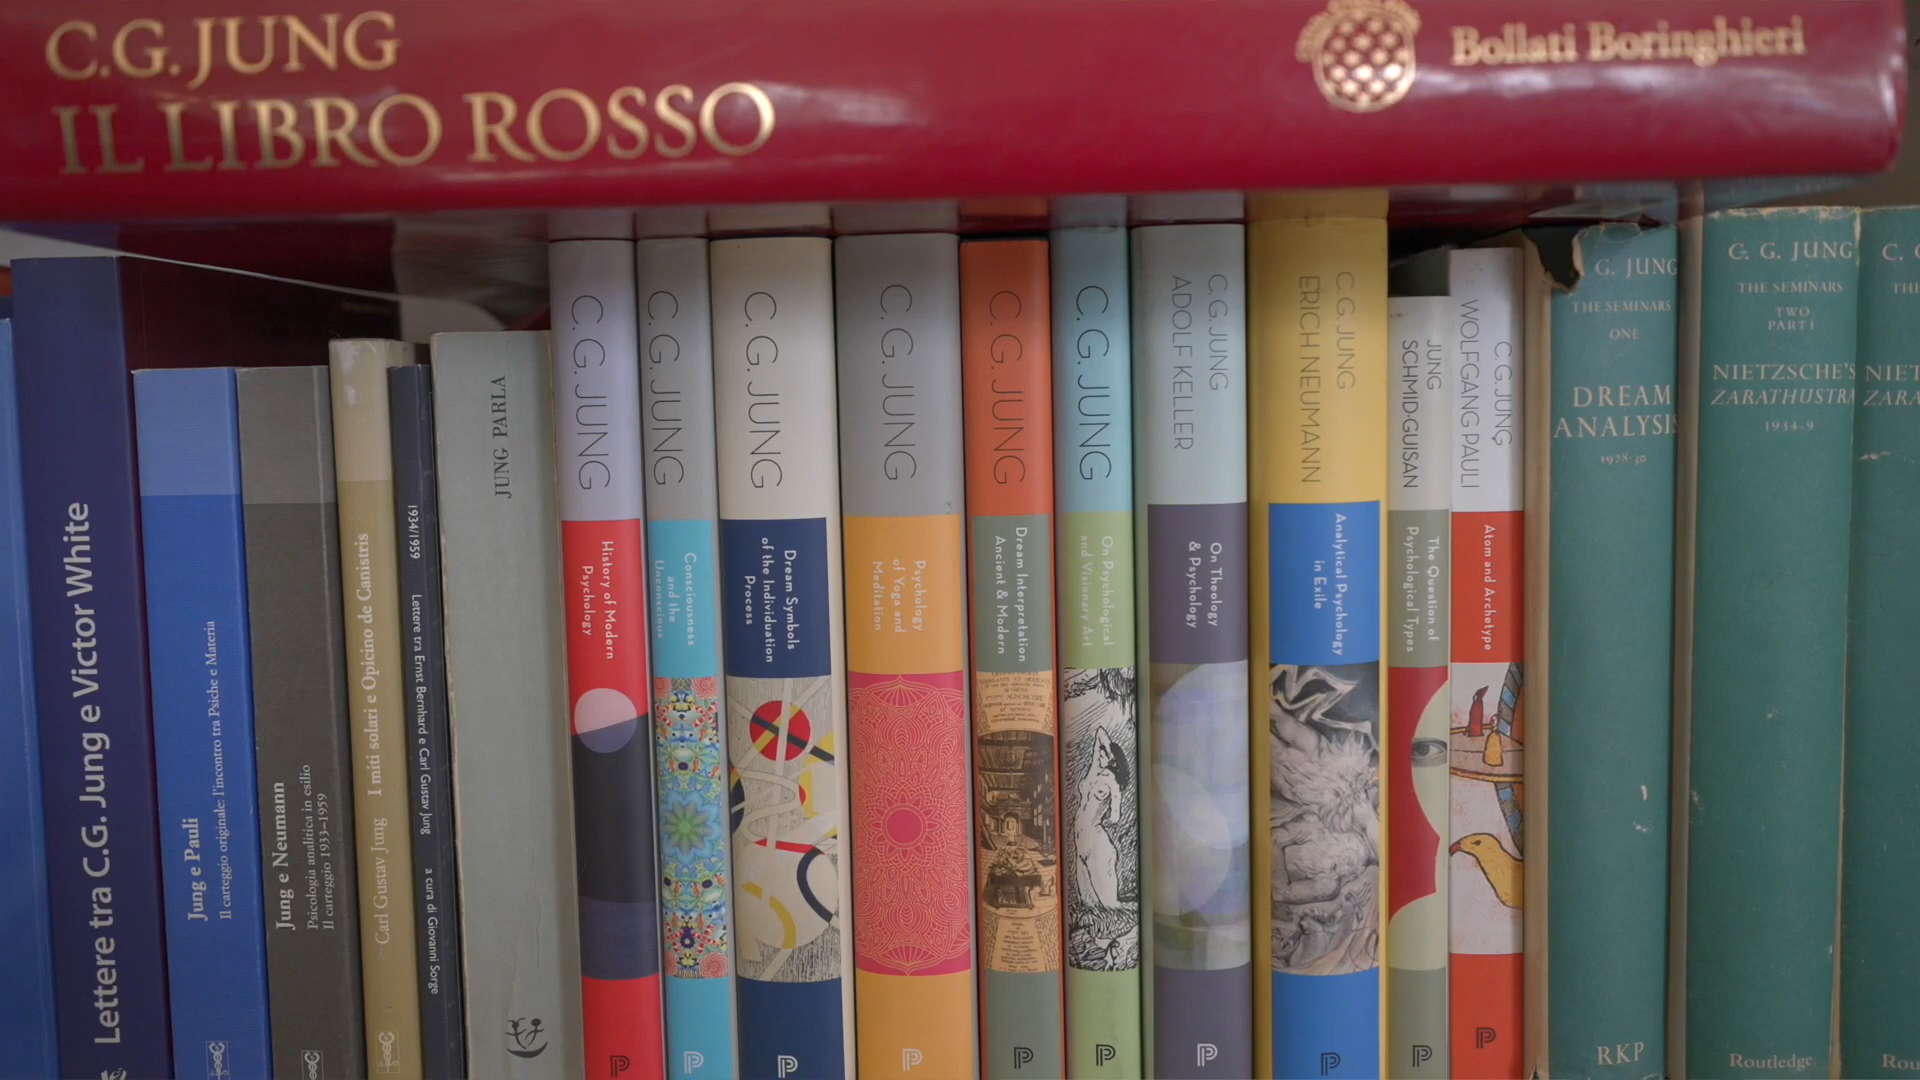 C.G. JUNG
IL LIBRO ROSSO
Bollati Boringhieri
Lettere tra C.G. Jung e Victor White
Jung e Pauli
Il carteggio originale: l'incontro tra Psiche e Materia
Jung e Neumann
Psicologia analitica in esilio
Il carteggio 1933–1959
Carl Gustav Jung I miti solari e Opicino de Canistris
1934/1959 Lettere tra Ernst Bernhard e Carl Gustav Jung a cura di Giovanni Sorge
JUNG PARLA
C. G. JUNG
History of Modern
Psychology
C. G. JUNG
Consciousness
and the
Unconscious
C. G. JUNG
Dream Symbols
of the Individuation
Process
C. G. JUNG
Psychology
of Yoga and
Meditation
C. G. JUNG
Dream Interpretation
Ancient & Modern
C. G. JUNG
On Psychological
and Visionary Art
C. G. JUNG
ADOLF KELLER
On Theology
& Psychology
C. G. JUNG
ERICH NEUMANN
Analytical Psychology
in Exile
JUNG
SCHMID-GUISAN
The Question of
Psychological Types
C. G. JUNG
WOLFGANG PAULI
Atom and Archetype
G. JUNG
THE SEMINARS
ONE
DREAM
ANALYSIS
1928-30
RKP
C. G. JUNG
THE SEMINARS
TWO
PART I
NIETZSCHE'S
ZARATHUSTRA
1934-9
Routledge
C.
NIET
ZARA
Rou